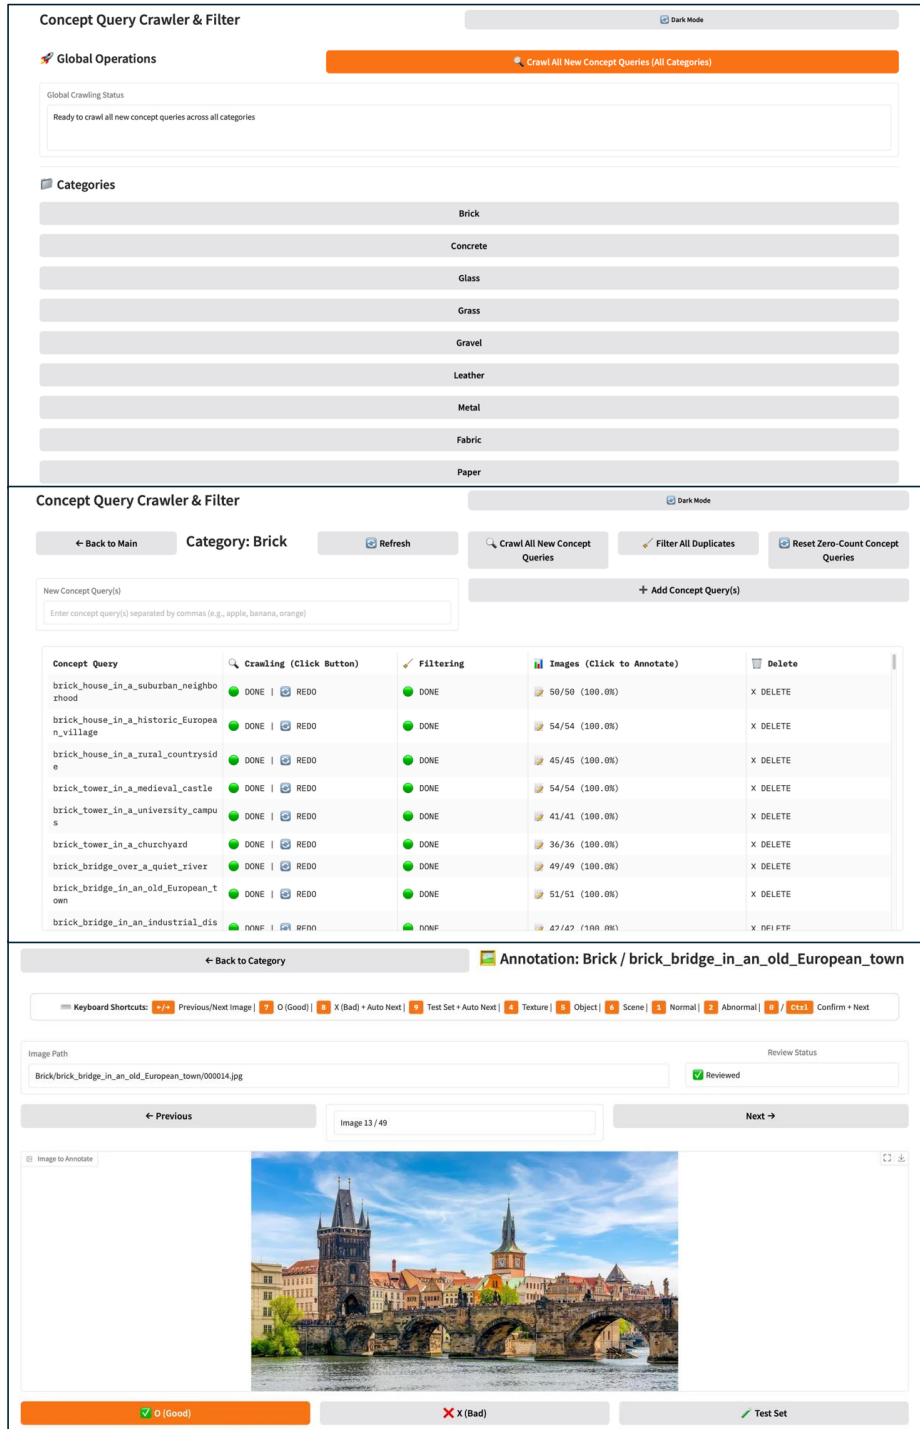 Concept Query Crawler & Filter
Dark Mode
Global Operations
Crawl All New Concept Queries (All Categories)
Global Crawling Status
Ready to crawl all new concept queries across all categories
Categories
Brick
Concrete
Glass
Grass
Gravel
Leather
Metal
Fabric
Paper
Concept Query Crawler & Filter
Dark Mode
← Back to Main
Category: Brick
Refresh
Crawl All New Concept
Queries
Filter All Duplicates
Reset Zero-Count Concept
Queries
New Concept Query(s)
Enter concept query(s) separated by commas (e.g., apple, banana, orange)
+ Add Concept Query(s)
Concept Query Crawling (Click Button) Filtering Images (Click to Annotate) Delete
brick_house_in_a_suburban_neighbo
rhood
DONE | REDO DONE 50/50 (100.0%) X DELETE
brick_house_in_a_historic_Europea
n_village
DONE | REDO DONE 54/54 (100.0%) X DELETE
brick_house_in_a_rural_countrysid
e
DONE | REDO DONE 45/45 (100.0%) X DELETE
brick_tower_in_a_medieval_castle DONE | REDO DONE 54/54 (100.0%) X DELETE
brick_tower_in_a_university_campu
s
DONE | REDO DONE 41/41 (100.0%) X DELETE
brick_tower_in_a_churchyard DONE | REDO DONE 36/36 (100.0%) X DELETE
brick_bridge_over_a_quiet_river DONE | REDO DONE 49/49 (100.0%) X DELETE
brick_bridge_in_an_old_European_t
own
DONE | REDO DONE 51/51 (100.0%) X DELETE
brick_bridge_in_an_industrial_dis
DONE | REDO DONE 42/42 (100.0%) X DELETE
← Back to Category
Annotation: Brick / brick_bridge_in_an_old_European_town
Keyboard Shortcuts: ←/→ Previous/Next Image | 7 O (Good) | 8 X (Bad) + Auto Next | 9 Test Set + Auto Next | 4 Texture | 5 Object | 6 Scene | 1 Normal | 2 Abnormal | 0 / Ctrl Confirm + Next
Image Path
Brick/brick_bridge_in_an_old_European_town/000014.jpg
Review Status
Reviewed
← Previous
Image 13 / 49
Next →
Image to Annotate
O (Good)
X (Bad)
Test Set